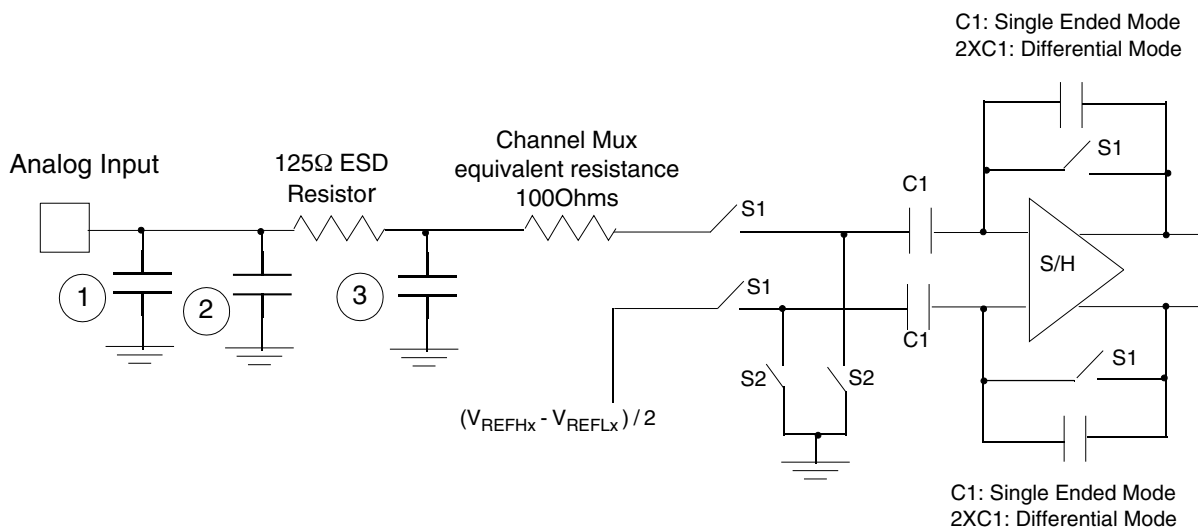 C1: Single Ended Mode
2XC1: Differential Mode
Analog Input
125Ω ESD
Resistor
Channel Mux
equivalent resistance
100Ohms
S1
C1
S1
S/H
1
2
3
S1
C1
S2
S2
S1
(VREFHx - VREFLx) / 2
C1: Single Ended Mode
2XC1: Differential Mode